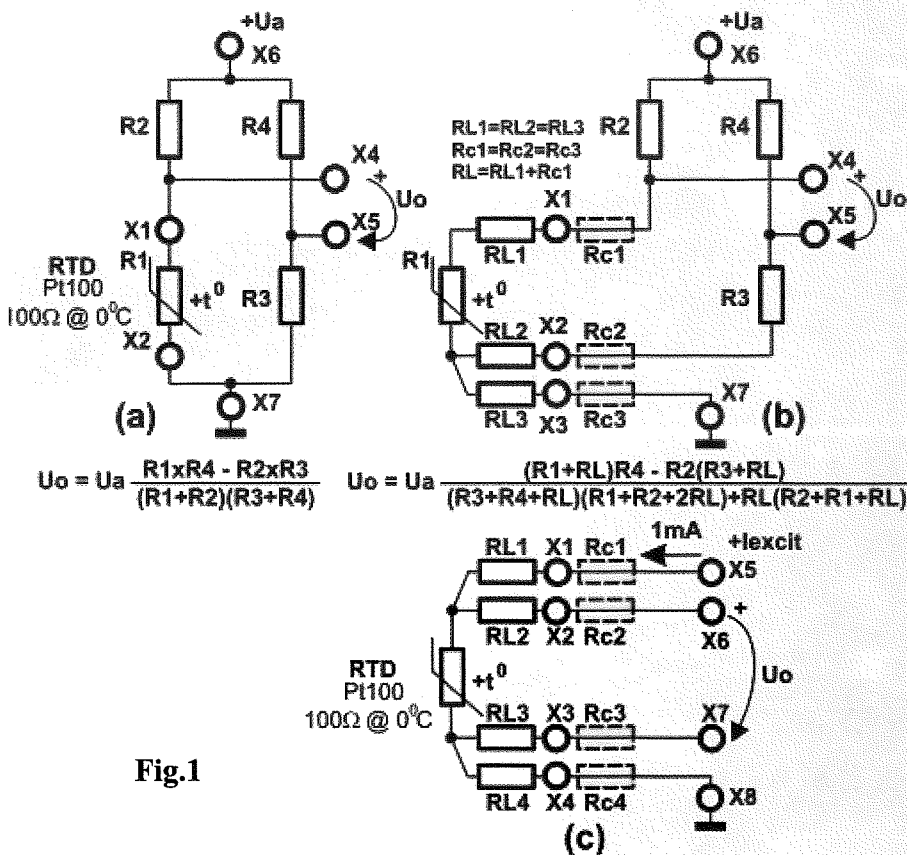 +Ua
X6
R2
R4
X4
+
Uo
X5
X1
RTD
Pt100
100Ω @ 0⁰C
R1
+t⁰
R3
X2
X7
(a)
+Ua
X6
RL1=RL2=RL3
Rc1=Rc2=Rc3
RL=RL1+Rc1
R2
R4
X4
+
Uo
X5
X1
RL1
Rc1
R1
+t⁰
R3
RL2
X2
Rc2
RL3
X3
Rc3
X7
(b)
Uo = Ua (R1xR4 - R2xR3) / (R1+R2)(R3+R4)
Uo = Ua (R1+RL)R4 - R2(R3+RL) / (R3+R4+RL)(R1+R2+2RL)+RL(R2+R1+RL)
RL1
X1
Rc1
1mA
+Iexcit
X5
RL2
X2
Rc2
+
X6
Uo
RTD
Pt100
100Ω @ 0⁰C
+t⁰
RL3
X3
Rc3
X7
RL4
X4
Rc4
X8
Fig.1
(c)